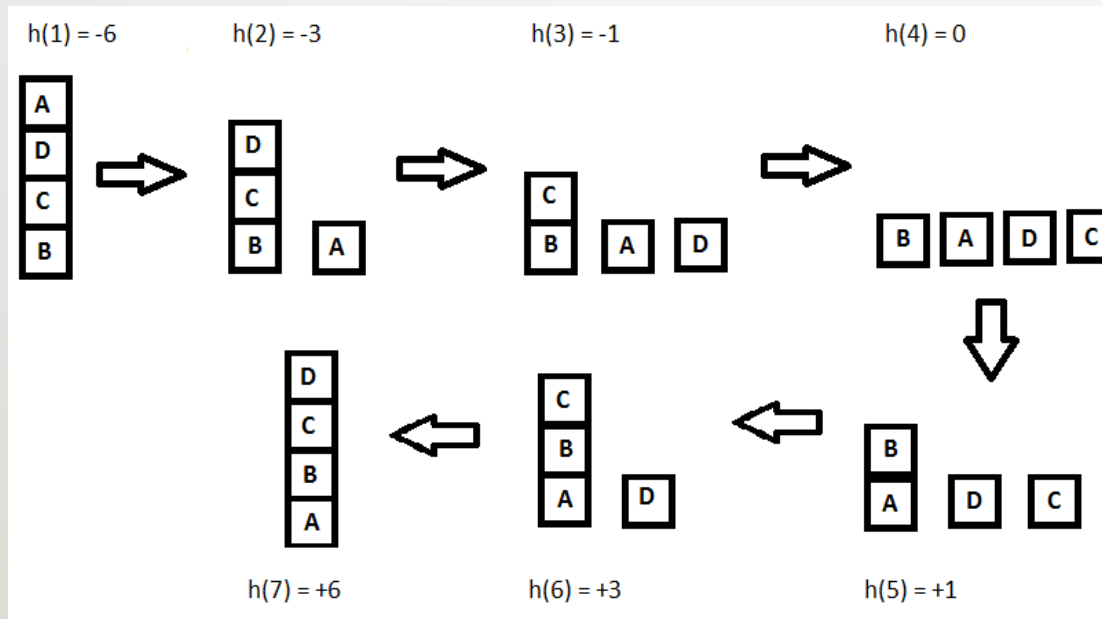 h(1) = -6
h(2) = -3
h(3) = -1
h(4) = 0
A
D
C
B
D
C
B
A
C
B
A
D
B
A
D
C
D
C
B
A
C
B
A
D
B
A
D
C
h(7) = +6
h(6) = +3
h(5) = +1